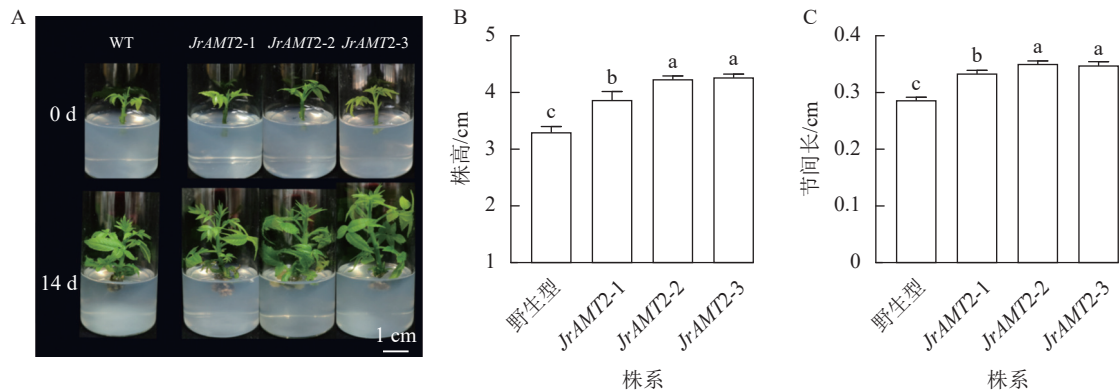 A
WT
JrAMT2-1
JrAMT2-2
JrAMT2-3
0 d
14 d
1 cm
B
株高/cm
5
4
3
2
1
c
b
a
a
野生型
JrAMT2-1
JrAMT2-2
JrAMT2-3
株系
C
节间长/cm
0.4
0.3
0.2
0.1
0
c
b
a
a
野生型
JrAMT2-1
JrAMT2-2
JrAMT2-3
株系